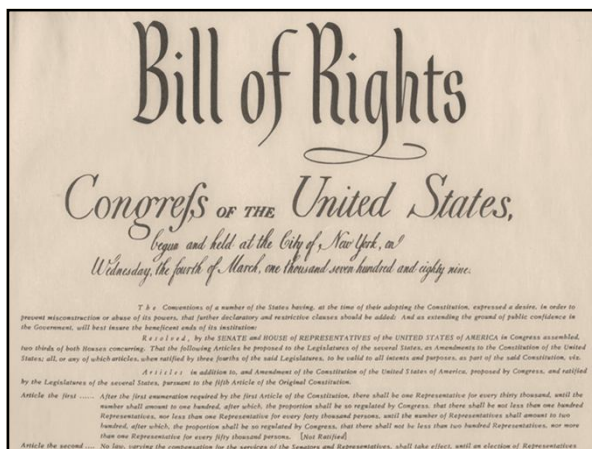 Bill of Rights
Congreſs OF THE United States,
begun and held at the City of New York, on
Wednesday, the fourth of March, one thousand seven hundred and eighty nine.
The Conventions of a number of the States having, at the time of their adopting the Constitution, expressed a desire, in order to
prevent misconstruction or abuse of its powers, that further declaratory and restrictive clauses should be added: And as extending the ground of public confidence in
the Government, will best insure the beneficent ends of its institution:
Resolved, by the SENATE and HOUSE of REPRESENTATIVES of the UNITED STATES of AMERICA in Congress assembled,
two thirds of both Houses concurring. That the following Articles be proposed to the Legislatures of the several States, as Amendments to the Constitution of the United
States; all, or any of which articles, when ratified by three fourths of the said Legislatures, to be valid to all intents and purposes, as part of the said Constitution, viz.
Articles in addition to, and Amendment of the Constitution of the United States of America, proposed by Congress, and ratified
by the Legislatures of the several States, pursuant to the fifth Article of the Original Constitution.
Article the first ...... After the first enumeration required by the first Article of the Constitution, there shall be one Representative for every thirty thousand, until the
number shall amount to one hundred, after which, the proportion shall be so regulated by Congress, that there shall be not less than one hundred
Representatives, nor less than one Representative for every forty thousand persons, until the number of Representatives shall amount to two
hundred, after which, the proportion shall be so regulated by Congress, that there shall not be less than two hundred Representatives, nor more
than one Representative for every fifty thousand persons. [Not Ratified]
Article the second .... No law, varying the compensation for the services of the Senators and Representatives, shall take effect, until an election of Representatives